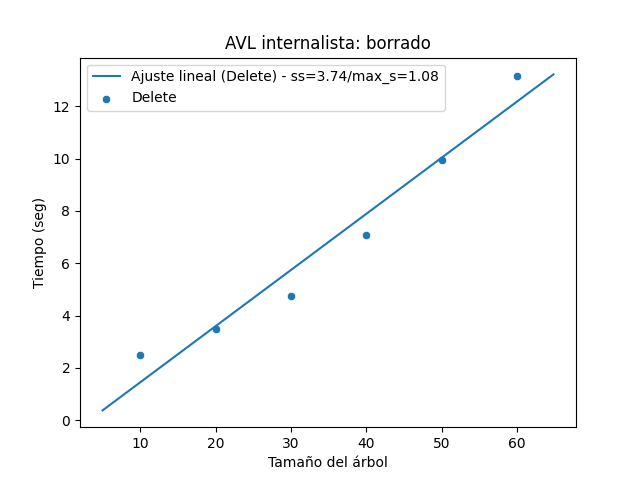 AVL internalista: borrado
Ajuste lineal (Delete) - ss=3.74/max_s=1.08
Delete
Tiempo (seg)
12
10
8
6
4
2
0
10 20 30 40 50 60
Tamaño del árbol